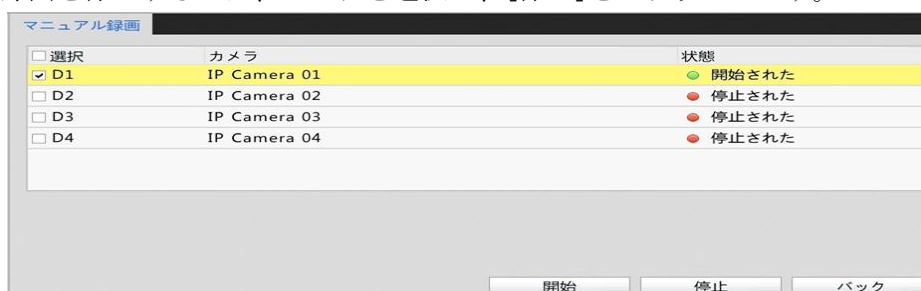 マニュアル録画
選択 カメラ 状態
D1 IP Camera 01 開始された
D2 IP Camera 02 停止された
D3 IP Camera 03 停止された
D4 IP Camera 04 停止された
開始 停止 バック